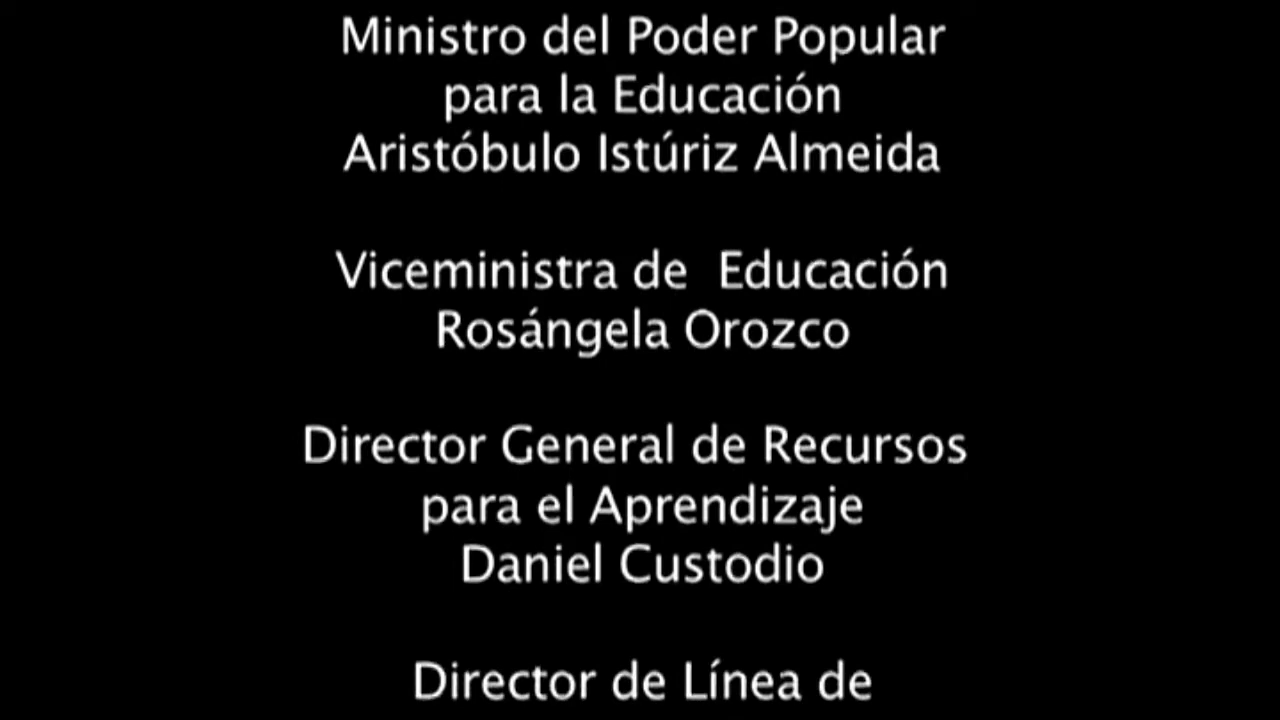 Ministro del Poder Popular
para la Educación
Aristóbulo Istúriz Almeida
Viceministra de  Educación
Rosángela Orozco
Director General de Recursos
para el Aprendizaje
Daniel Custodio
Director de Línea de